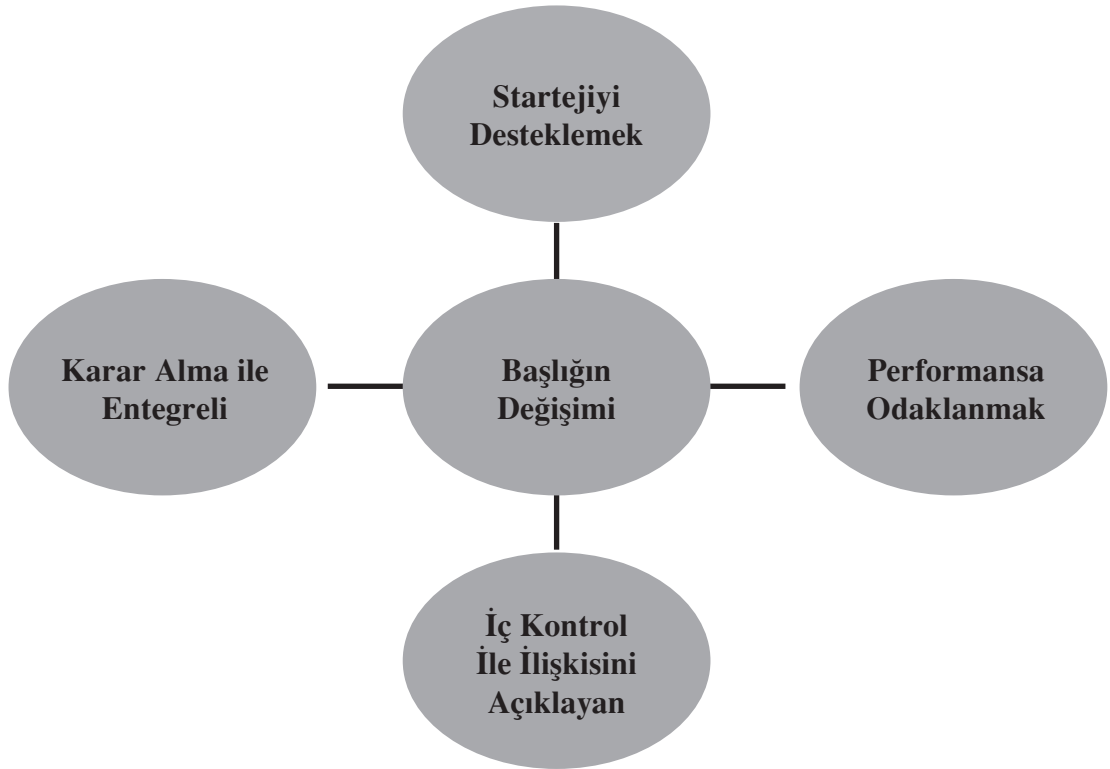 Startejiyi
Desteklemek
Karar Alma ile
Entegreli
Başlığın
Değişimi
Performansa
Odaklanmak
İç Kontrol
İle İlişkisini
Açıklayan